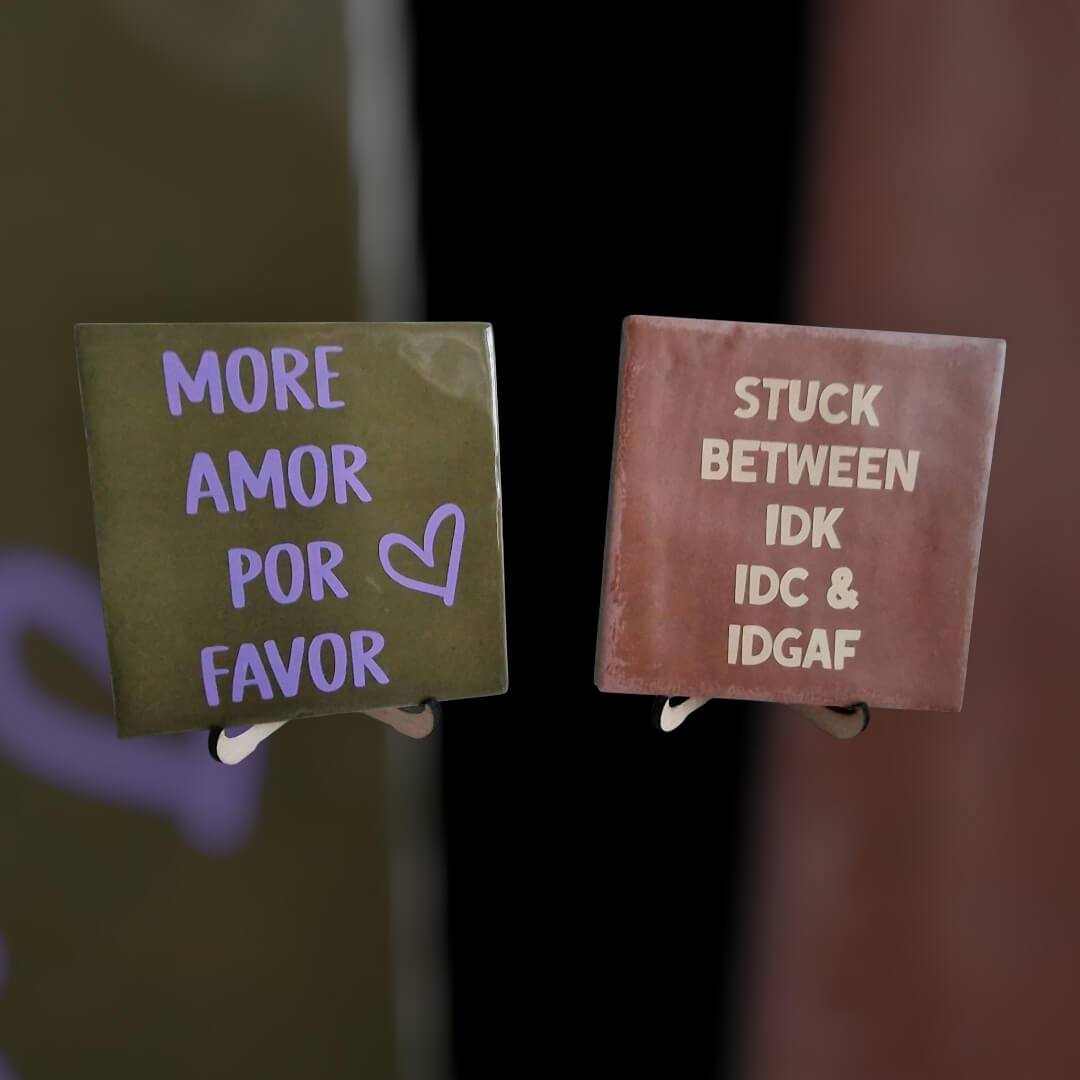 MORE
AMOR
POR
FAVOR
STUCK
BETWEEN
IDK
IDC &
IDGAF